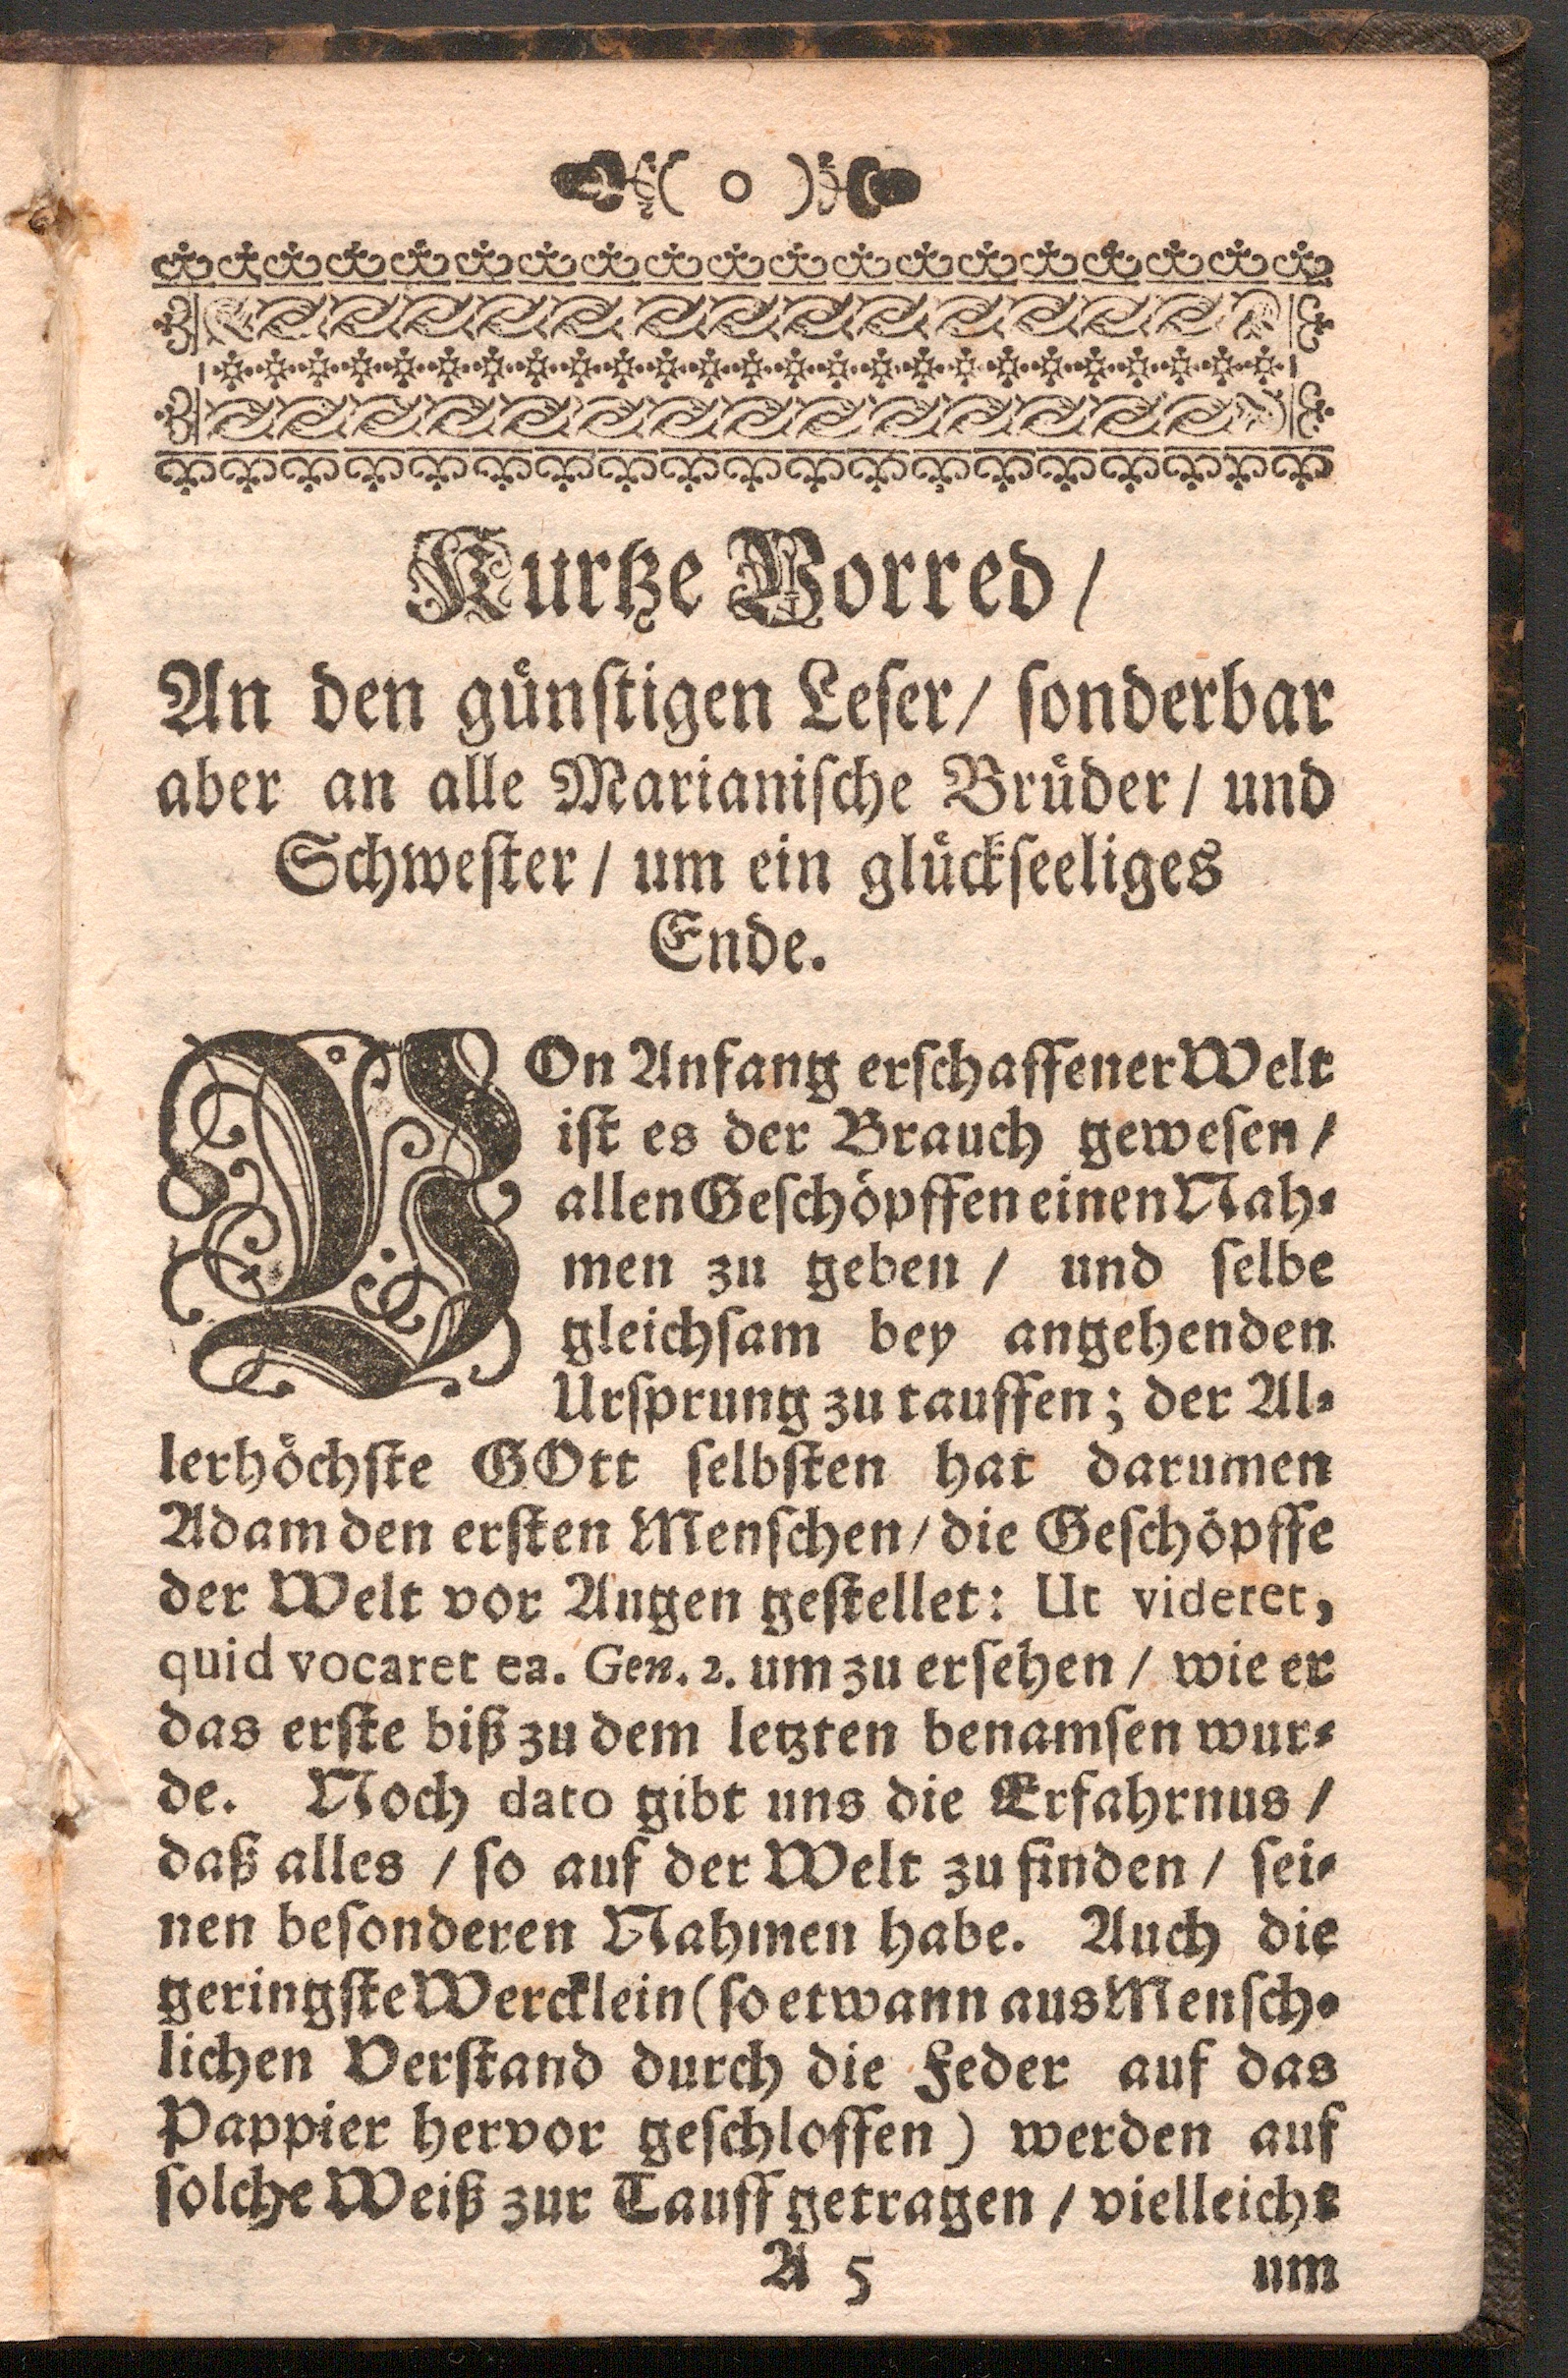 ( o )
Kurtze Vorred /
An den günstigen Leser / sonderbar
aber an alle Marianische Brüder / und
Schwester / um ein glückseeliges
Ende.
VOn Anfang erschaffener Welt
ist es der Brauch gewesen /
allen Geschöpffen einen Nah-
men zu geben / und selbe
gleichsam bey angehenden
Ursprung zu tauffen; der Al-
lerhöchste GOtt selbsten hat darumen
Adam den ersten Menschen / die Geschöpffe
der Welt vor Augen gestellet: Ut videret,
quid vocaret ea. Gen. 2. um zu ersehen / wie er
das erste biß zu dem letzten benamsen wur-
de. Noch dato gibt uns die Erfahrnus /
daß alles / so auf der Welt zu finden / sei-
nen besonderen Nahmen habe. Auch die
geringste Wercklein (so etwann aus Mensch-
lichen Verstand durch die Feder auf das
Pappier hervor geschloffen) werden auf
solche Weiß zur Tauff getragen / vielleicht
A 5 um